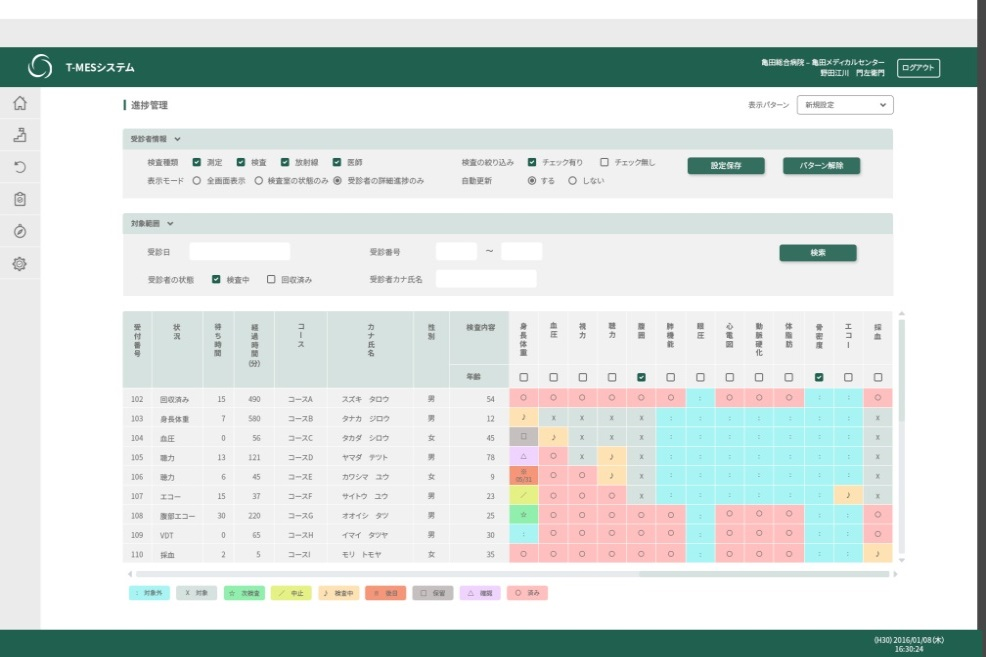 T-MESシステム
亀田総合病院 – 亀田メディカルセンター
野田江川 門左衛門
ログアウト
進捗管理
表示パターン 新規設定
受診者情報
検査種類 測定 検査 放射線 医師 検査の絞り込み チェック有り チェック無し 設定保存 パターン解除
表示モード 全画面表示 検査室の状態のみ 受診者の詳細進捗のみ 自動更新 する しない
対象範囲
受診日 受診番号 ~ 検索
受診者の状態 検査中 回収済み 受診者カナ氏名
受付番号 状況 待ち時間 経過時間(分) コース カナ氏名 性別 検査内容 身長体重 血圧 視力 聴力 腹囲 肺機能 眼圧 心電図 動脈硬化 体脂肪 骨密度 エコー 採血
年齢
102 回収済み 15 490 コースA スズキ タロウ 男 54 ○ ○ ○ ○ ○ ○ : ○ ○ ○ : : ○
103 身長体重 7 580 コースB タナカ ジロウ 男 12 ♪ x x x x : : : : : : : x
104 血圧 0 56 コースC タカダ シロウ 女 45 □ ♪ x x x : : : : : : : x
105 聴力 13 121 コースD ヤマダ テツト 男 78 △ ○ x ♪ x : : : : : : : x
106 聴力 6 45 コースE カワシマ ユウ 女 9 ※ 05/31 ○ ○ ♪ x : : : : : : : x
107 エコー 15 37 コースF サイトウ ユウ 男 23 ／ ○ ○ ○ x : : : : : : ♪ x
108 腹部エコー 30 220 コースG オオイシ タツ 男 25 ☆ ○ ○ ○ ○ ○ : ○ ○ ○ : : ○
109 VDT 0 65 コースH イマイ タツヤ 男 30 : ○ ○ ○ ○ ○ : ○ ○ ○ : : ○
110 採血 2 5 コースI モリ トモヤ 女 35 ○ ○ ○ ○ ○ ○ : ○ ○ ○ : : ♪
: 対象外 x 対象 ☆ 次検査 ／ 中止 ♪ 検査中 ※ 後日 □ 保留 △ 確認 ○ 済み
(H30) 2016/01/08 (木)
16:30:24